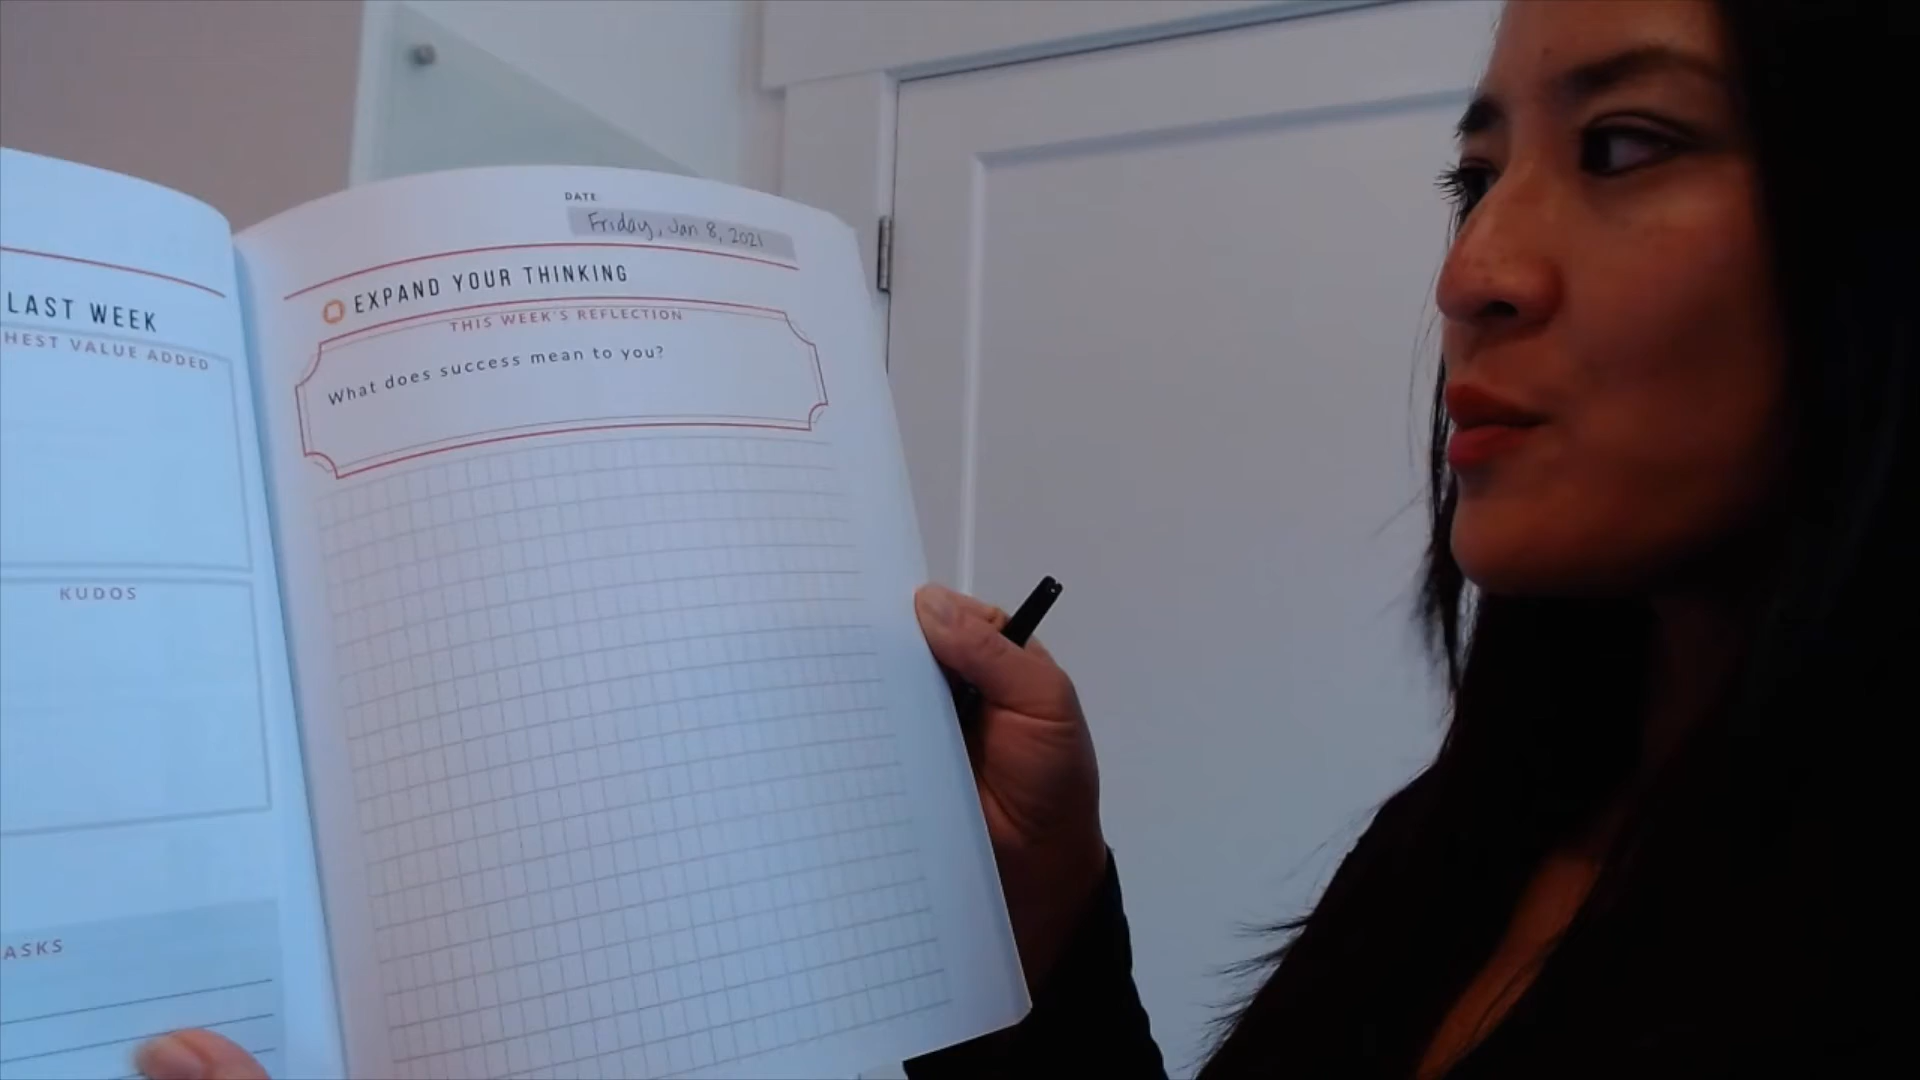 LAST WEEK
HEST VALUE ADDED
KUDOS
ASKS
DATE
Friday, Jan 8, 2021
EXPAND YOUR THINKING
THIS WEEK'S REFLECTION
What does success mean to you?